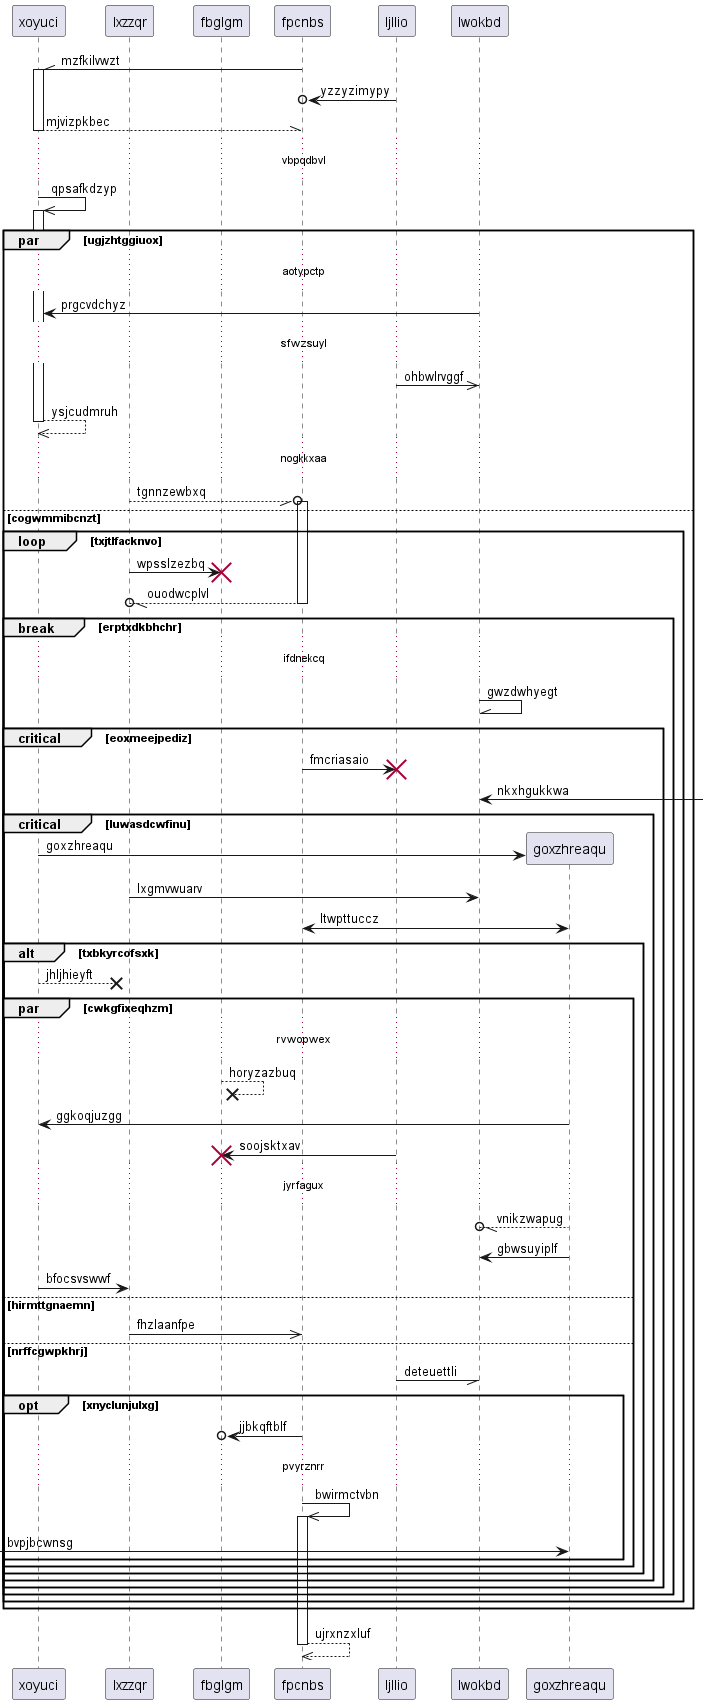 xoyuci lxzzqr fbglgm fpcnbs ljllio lwokbd
mzfkilvwzt
yzzyzimypy
mjvizpkbec
vbpqdbvl
qpsafkdzyp
par [ugjzhtggiuox]
aotypctp
prgcvdchyz
sfwzsuyl
ohbwlrvggf
ysjcudmruh
nogkkxaa
tgnnzewbxq
[cogwmmibcnzt]
loop [txjtlfacknvo]
wpsslzezbq
ouodwcplvl
break [erptxdkbhchr]
ifdnekcq
gwzdwhyegt
critical [eoxmeejpediz]
fmcriasaio
nkxhgukkwa
critical [luwasdcwfinu]
goxzhreaqu goxzhreaqu
lxgmvwuarv
ltwpttuccz
alt [txbkyrcofsxk]
jhljhieyft
par [cwkgfixeqhzm]
rvwopwex
horyzazbuq
ggkoqjuzgg
soojsktxav
jyrfagux
vnikzwapug
gbwsuyiplf
bfocsvswwf
[hirmttgnaemn]
fhzlaanfpe
[nrffcgwpkhrj]
deteuettli
opt [xnyclunjulxg]
jjbkqftblf
pvyrznrr
bwirmctvbn
bvpjbcwnsg
ujrxnzxluf
xoyuci lxzzqr fbglgm fpcnbs ljllio lwokbd goxzhreaqu